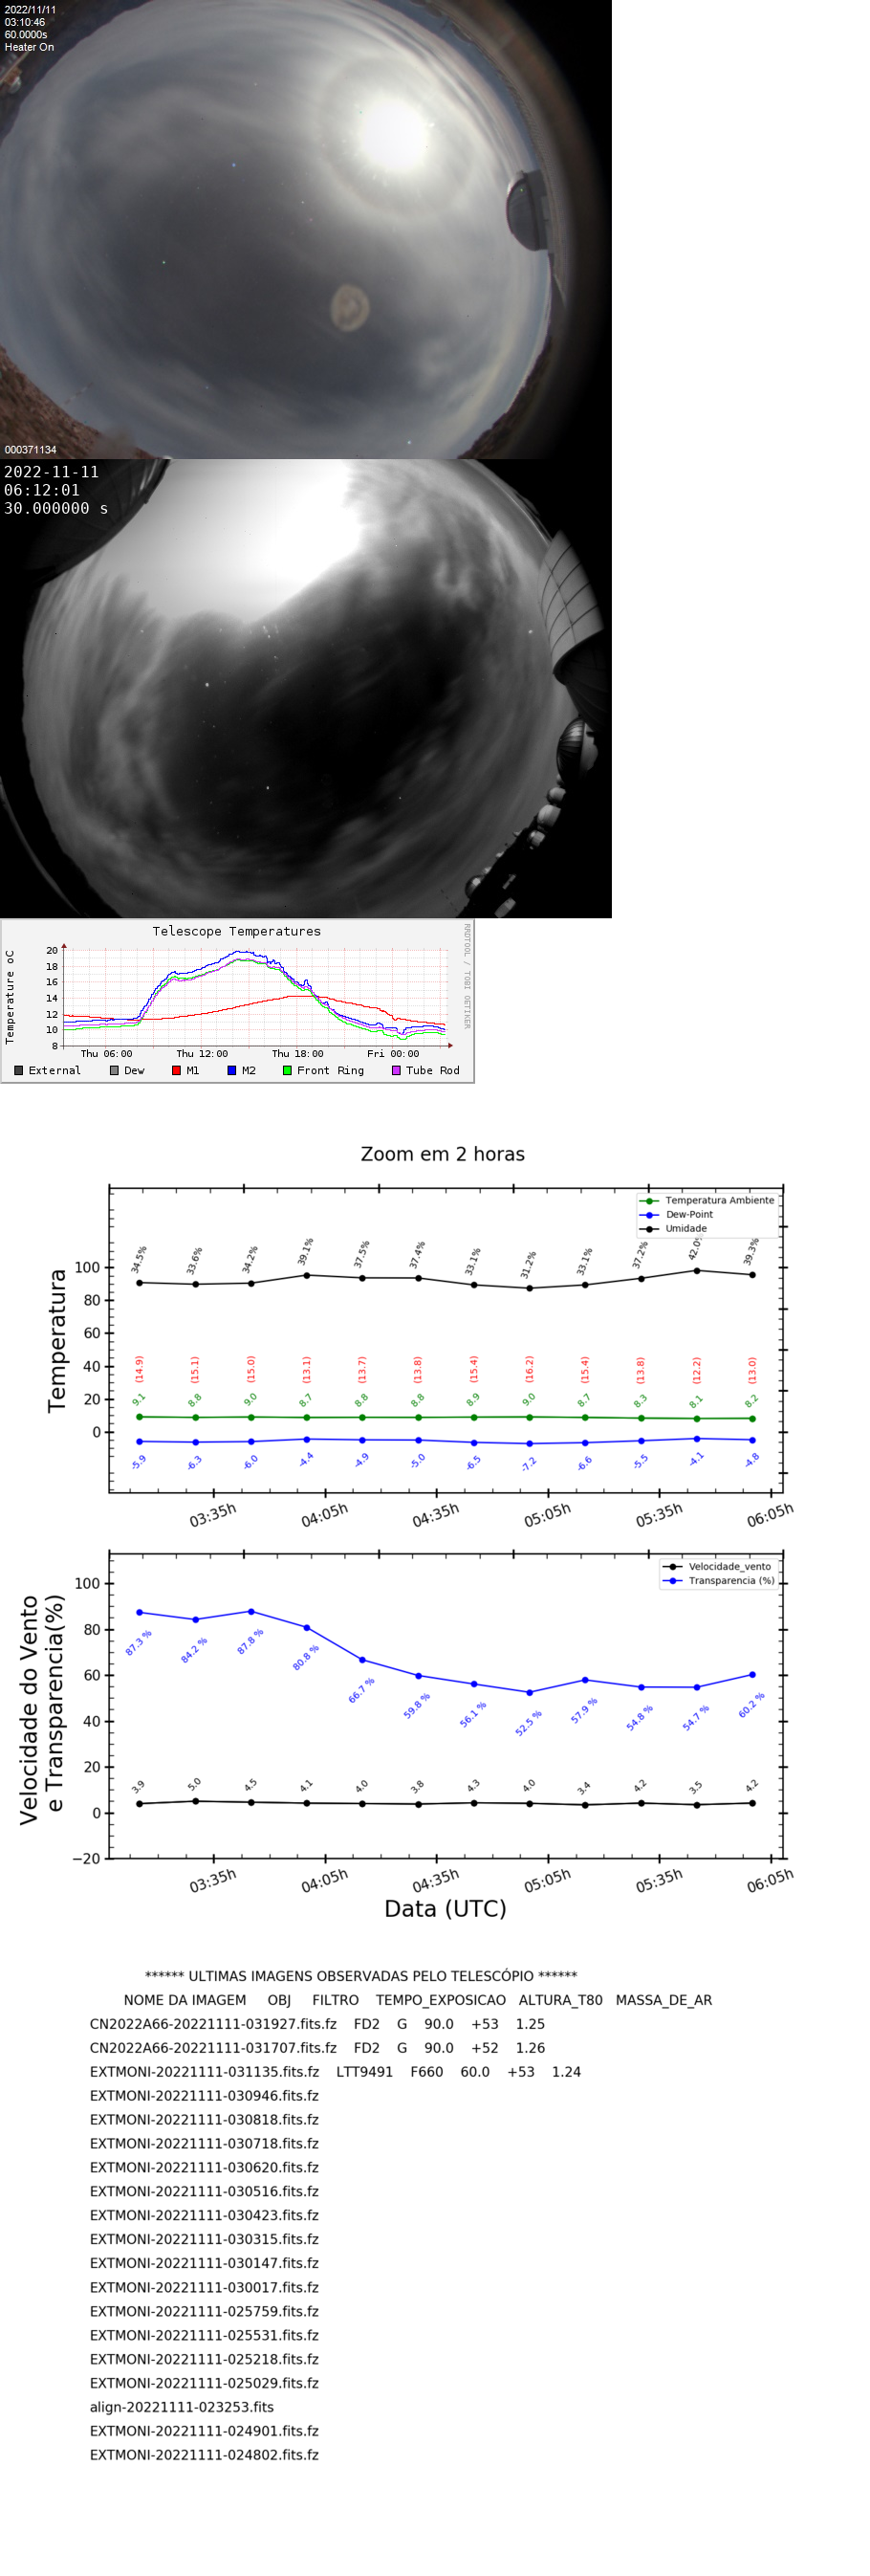 2022/11/11
03:10:46
60.0000s
Heater On
000371134
2022-11-11
06:12:01
30.000000 s
Telescope Temperatures
RRDTOOL / TOBI OETIKER
Temperature oC
20
18
16
14
12
10
8
Thu 06:00 Thu 12:00 Thu 18:00 Fri 00:00
External Dew M1 M2 Front Ring Tube Rod
Zoom em 2 horas
Temperatura Ambiente
Dew-Point
Umidade
Temperatura
100
80
60
40
20
0
34.5% 33.6% 34.2% 39.1% 37.5% 37.4% 33.1% 31.2% 33.1% 37.2% 42.0% 39.3%
(14.9) (15.1) (15.0) (13.1) (13.7) (13.8) (15.4) (16.2) (15.4) (13.8) (12.2) (13.0)
9.1 8.8 9.0 8.7 8.8 8.8 8.9 9.0 8.7 8.3 8.1 8.2
-5.9 -6.3 -6.0 -4.4 -4.9 -5.0 -6.5 -7.2 -6.6 -5.5 -4.1 -4.8
03:35h 04:05h 04:35h 05:05h 05:35h 06:05h
Velocidade_vento
Transparencia (%)
Velocidade do Vento
e Transparencia(%)
100
80
60
40
20
0
−20
87.3 % 84.2 % 87.8 % 80.8 % 66.7 % 59.8 % 56.1 % 52.5 % 57.9 % 54.8 % 54.7 % 60.2 %
3.9 5.0 4.5 4.1 4.0 3.8 4.3 4.0 3.4 4.2 3.5 4.2
03:35h 04:05h 04:35h 05:05h 05:35h 06:05h
Data (UTC)
****** ULTIMAS IMAGENS OBSERVADAS PELO TELESCÓPIO ******
NOME DA IMAGEM OBJ FILTRO TEMPO_EXPOSICAO ALTURA_T80 MASSA_DE_AR
CN2022A66-20221111-031927.fits.fz FD2 G 90.0 +53 1.25
CN2022A66-20221111-031707.fits.fz FD2 G 90.0 +52 1.26
EXTMONI-20221111-031135.fits.fz LTT9491 F660 60.0 +53 1.24
EXTMONI-20221111-030946.fits.fz
EXTMONI-20221111-030818.fits.fz
EXTMONI-20221111-030718.fits.fz
EXTMONI-20221111-030620.fits.fz
EXTMONI-20221111-030516.fits.fz
EXTMONI-20221111-030423.fits.fz
EXTMONI-20221111-030315.fits.fz
EXTMONI-20221111-030147.fits.fz
EXTMONI-20221111-030017.fits.fz
EXTMONI-20221111-025759.fits.fz
EXTMONI-20221111-025531.fits.fz
EXTMONI-20221111-025218.fits.fz
EXTMONI-20221111-025029.fits.fz
align-20221111-023253.fits
EXTMONI-20221111-024901.fits.fz
EXTMONI-20221111-024802.fits.fz